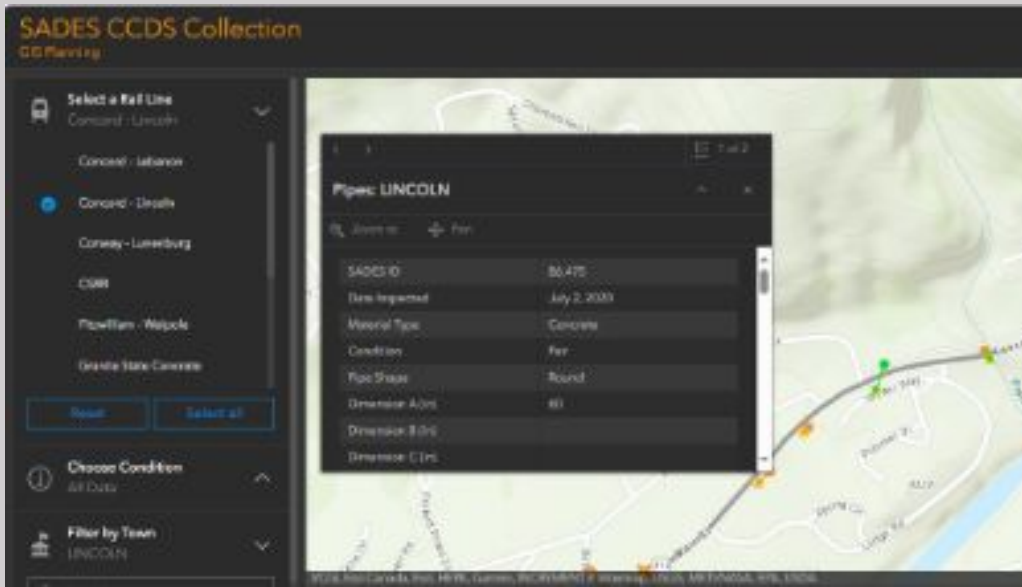 SADES CCDS Collection
GIS Planning
Select a Rail Line
Concord - Lincoln
Concord - Lebanon
Concord - Lincoln
Conway - Lunenburg
CSRR
Fitzwilliam - Walpole
Granite State Concrete
Reset
Select all
Choose Condition
All Data
Filter by Town
LINCOLN
1 of 2
Pipes: LINCOLN
Zoom to
Pan
SADES ID 86,475
Date Inspected July 2, 2020
Material Type Concrete
Condition Fair
Pipe Shape Round
Dimension A (in) 60
Dimension B (in)
Dimension C (in)